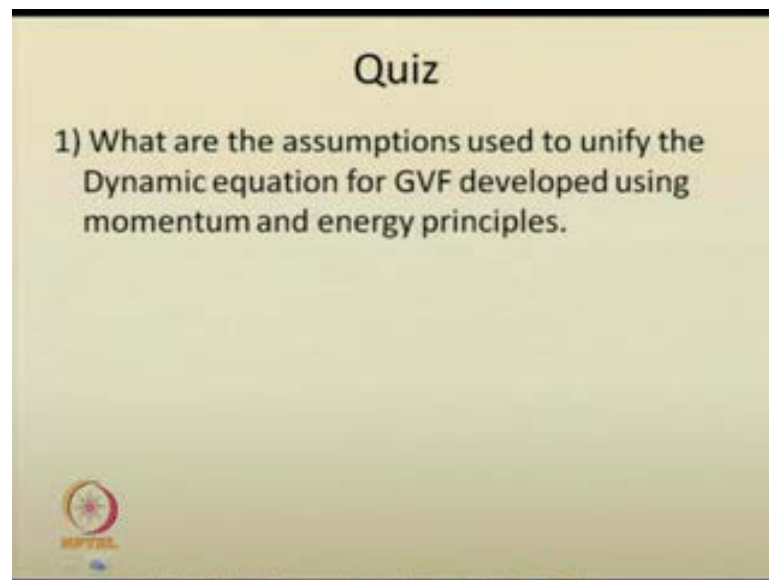 Quiz
1) What are the assumptions used to unify the
Dynamic equation for GVF developed using
momentum and energy principles.
NPTEL